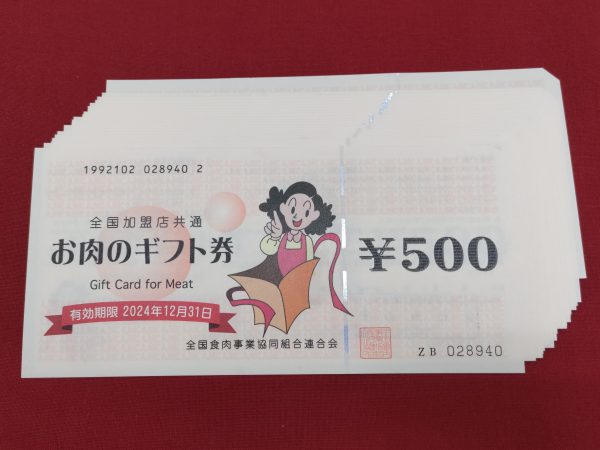 1992102 028940 2
全国加盟店共通
お肉のギフト券
Gift Card for Meat
有効期限 2024年12月31日
¥500
全国食肉事業協同組合連合会
ZB 028940